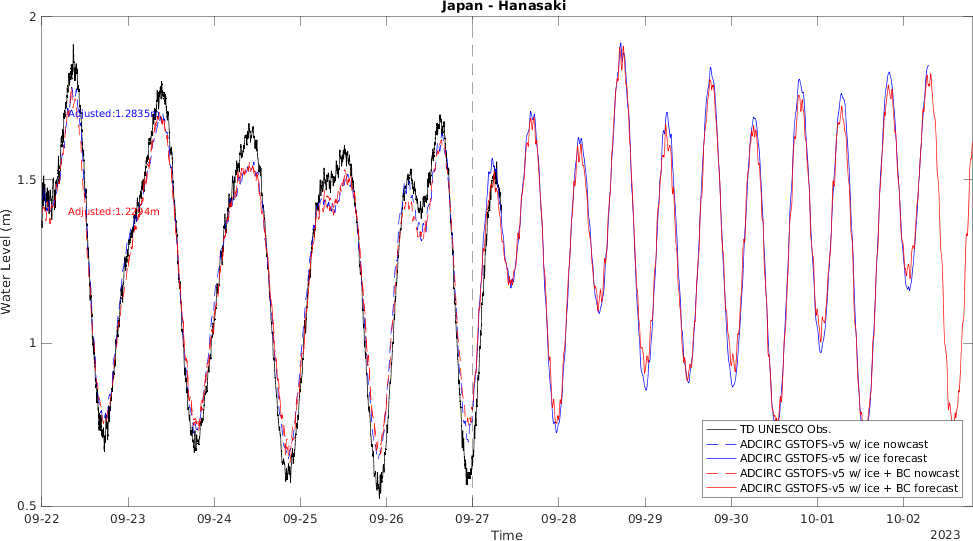 Japan - Hanasaki
2
1.5
1
0.5
Water Level (m)
Adjusted:1.2835m
Adjusted:1.2294m
TD UNESCO Obs.
ADCIRC GSTOFS-v5 w/ ice nowcast
ADCIRC GSTOFS-v5 w/ ice forecast
ADCIRC GSTOFS-v5 w/ ice + BC nowcast
ADCIRC GSTOFS-v5 w/ ice + BC forecast
09-22 09-23 09-24 09-25 09-26 09-27 09-28 09-29 09-30 10-01 10-02
Time
2023